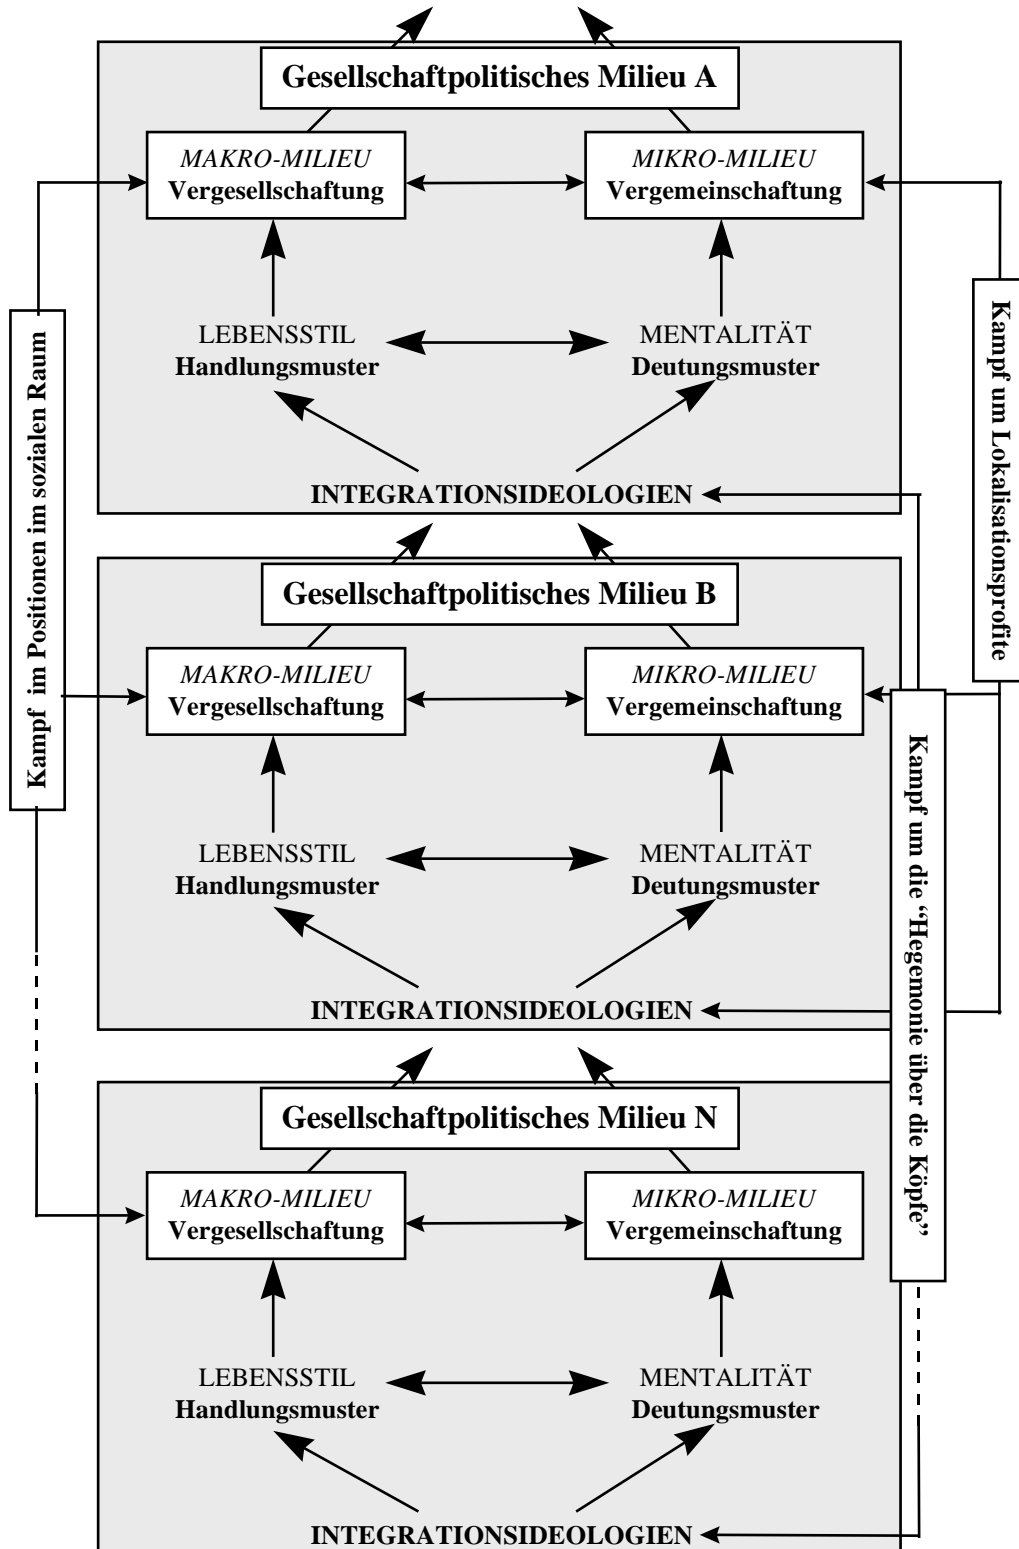 Gesellschaftpolitisches Milieu A
MAKRO-MILIEU
Vergesellschaftung
MIKRO-MILIEU
Vergemeinschaftung
LEBENSSTIL
Handlungsmuster
MENTALITÄT
Deutungsmuster
INTEGRATIONSIDEOLOGIEN
Gesellschaftpolitisches Milieu B
MAKRO-MILIEU
Vergesellschaftung
MIKRO-MILIEU
Vergemeinschaftung
LEBENSSTIL
Handlungsmuster
MENTALITÄT
Deutungsmuster
INTEGRATIONSIDEOLOGIEN
Gesellschaftpolitisches Milieu N
MAKRO-MILIEU
Vergesellschaftung
MIKRO-MILIEU
Vergemeinschaftung
LEBENSSTIL
Handlungsmuster
MENTALITÄT
Deutungsmuster
INTEGRATIONSIDEOLOGIEN
Kampf im Positionen im sozialen Raum
Kampf um Lokalisationsprofite
Kampf um die “Hegemonie über die Köpfe”